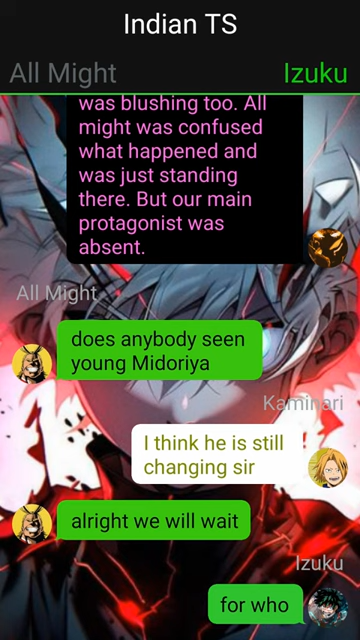 Indian TS
All Might
Izuku
was blushing too. All
might was confused
what happened and
was just standing
there. But our main
protagonist was
absent.
All Might
does anybody seen
young Midoriya
Kaminari
I think he is still
changing sir
alright we will wait
Izuku
for who